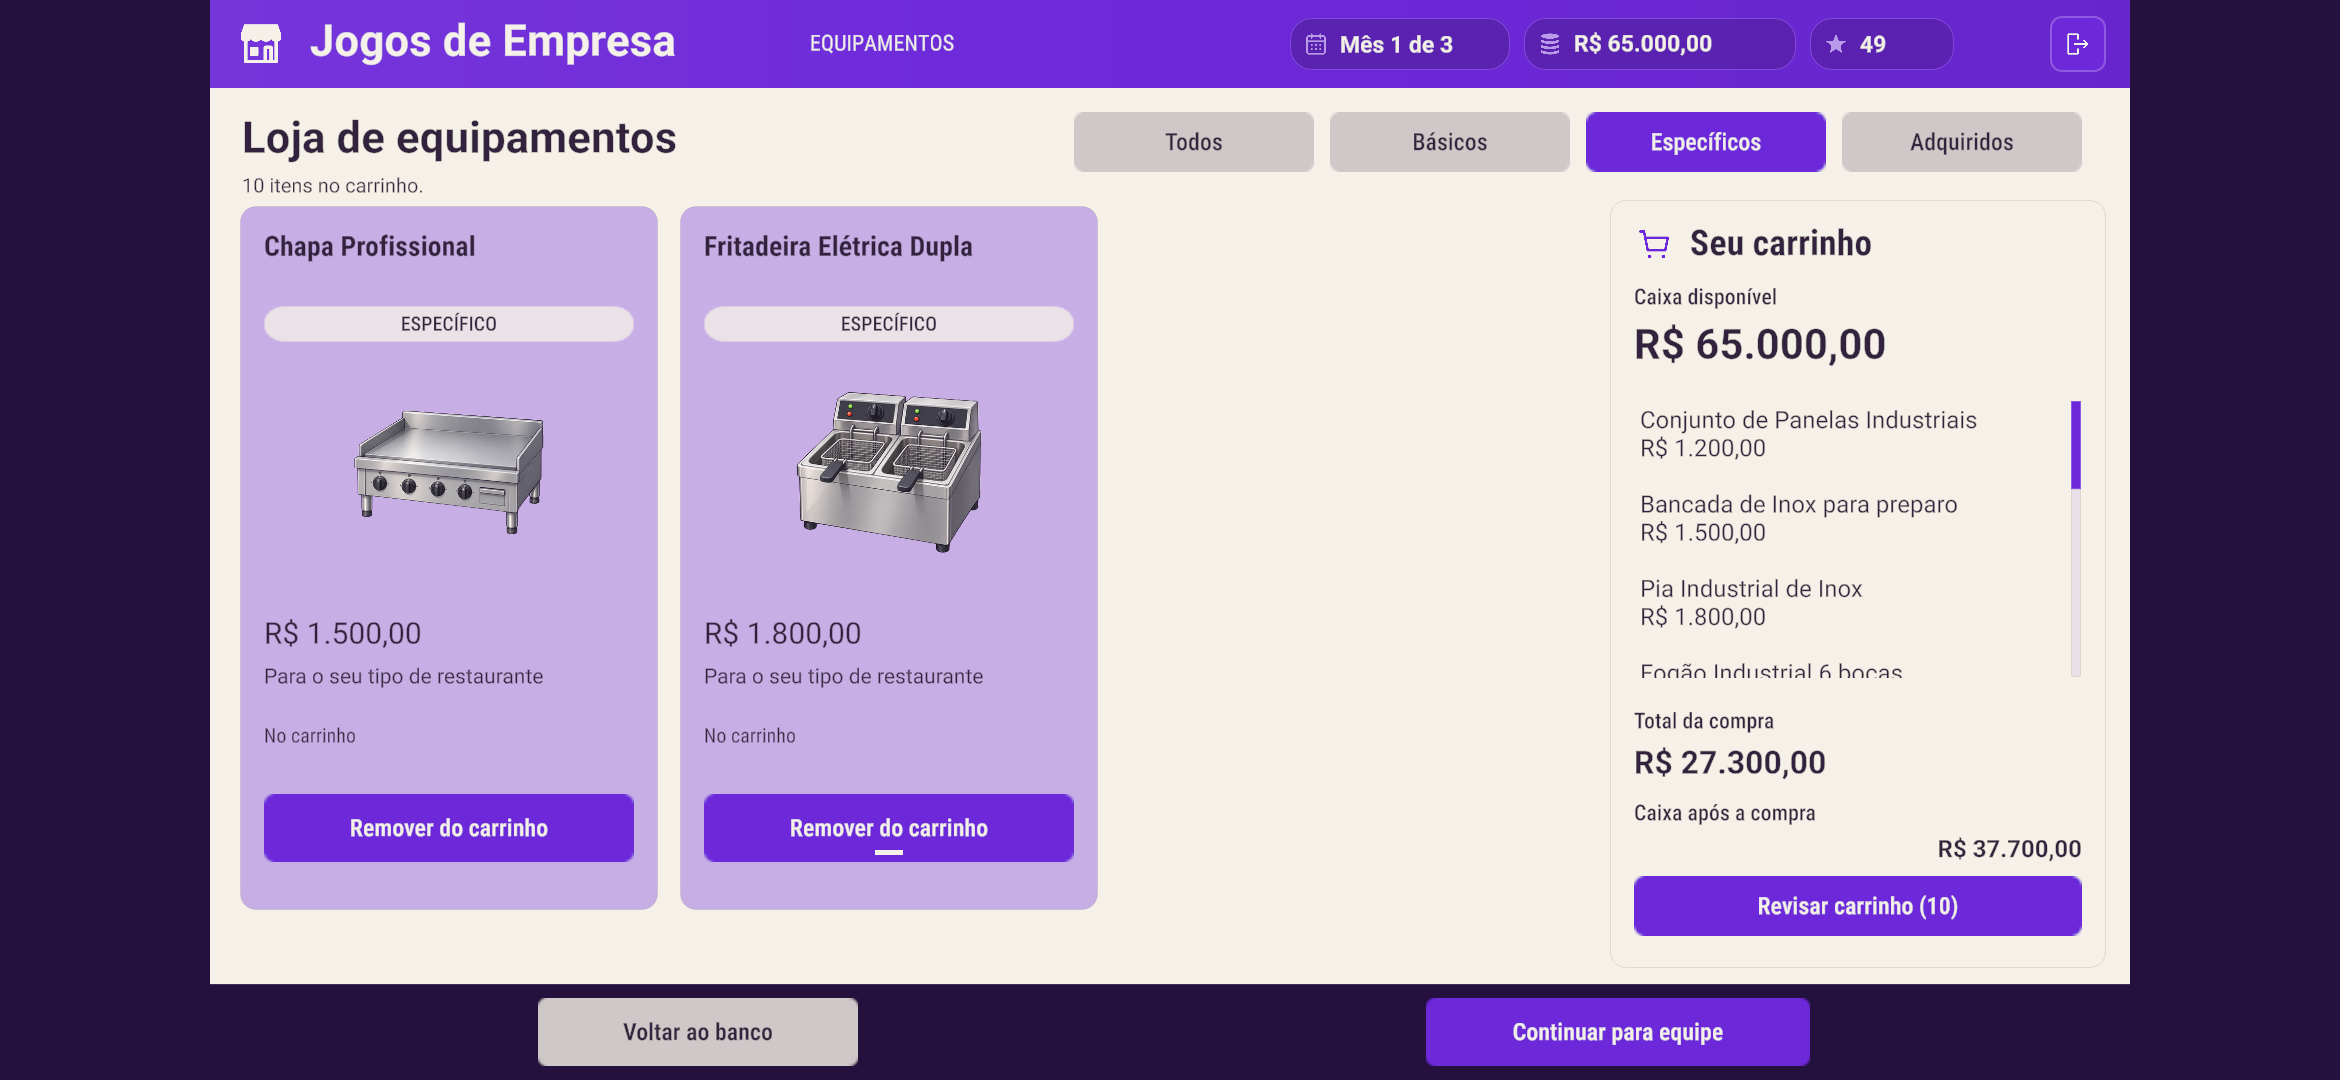 Jogos de Empresa
EQUIPAMENTOS
Mês 1 de 3
R$ 65.000,00
49
Loja de equipamentos
10 itens no carrinho.
Todos
Básicos
Específicos
Adquiridos
Chapa Profissional
ESPECÍFICO
R$ 1.500,00
Para o seu tipo de restaurante
No carrinho
Remover do carrinho
Fritadeira Elétrica Dupla
ESPECÍFICO
R$ 1.800,00
Para o seu tipo de restaurante
No carrinho
Remover do carrinho
Seu carrinho
Caixa disponível
R$ 65.000,00
Conjunto de Panelas Industriais
R$ 1.200,00
Bancada de Inox para preparo
R$ 1.500,00
Pia Industrial de Inox
R$ 1.800,00
Fogão Industrial 6 bocas
Total da compra
R$ 27.300,00
Caixa após a compra
R$ 37.700,00
Revisar carrinho (10)
Voltar ao banco
Continuar para equipe